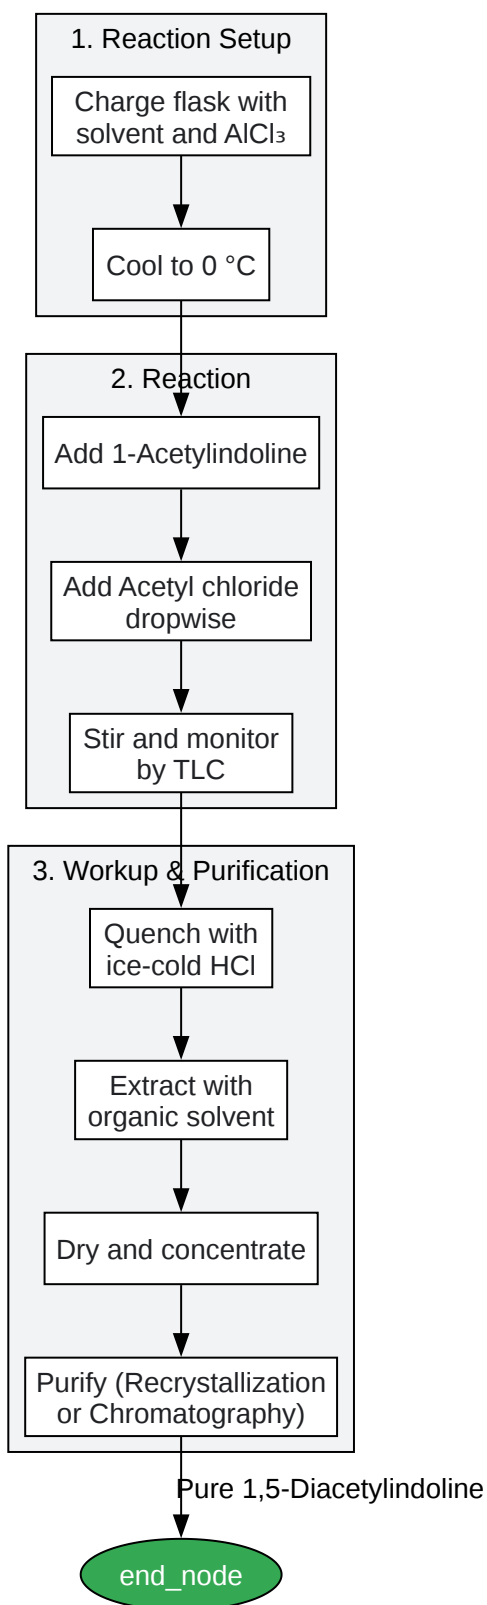 1. Reaction Setup
Charge flask with
solvent and AlCl₃
Cool to 0 °C
2. Reaction
Add 1-Acetylindoline
Add Acetyl chloride
dropwise
Stir and monitor
by TLC
3. Workup & Purification
Quench with
ice-cold HCl
Extract with
organic solvent
Dry and concentrate
Purify (Recrystallization
or Chromatography)
Pure 1,5-Diacetylindoline
end_node